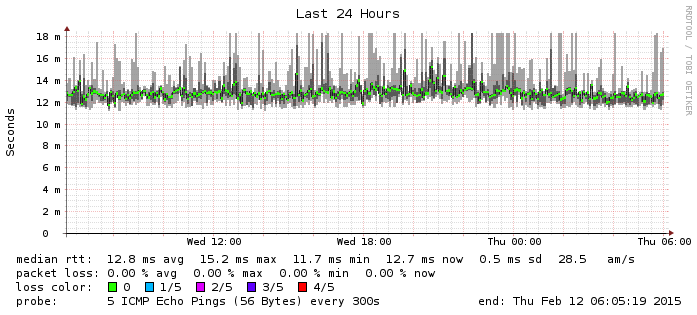 Last 24 Hours
RRDTOOL / TOBI OETIKER
Seconds
18 m
16 m
14 m
12 m
10 m
8 m
6 m
4 m
2 m
0
Wed 12:00 Wed 18:00 Thu 00:00 Thu 06:00
median rtt: 12.8 ms avg 15.2 ms max 11.7 ms min 12.7 ms now 0.5 ms sd 28.5 am/s
packet loss: 0.00 % avg 0.00 % max 0.00 % min 0.00 % now
loss color: 0 1/5 2/5 3/5 4/5
probe: 5 ICMP Echo Pings (56 Bytes) every 300s end: Thu Feb 12 06:05:19 2015